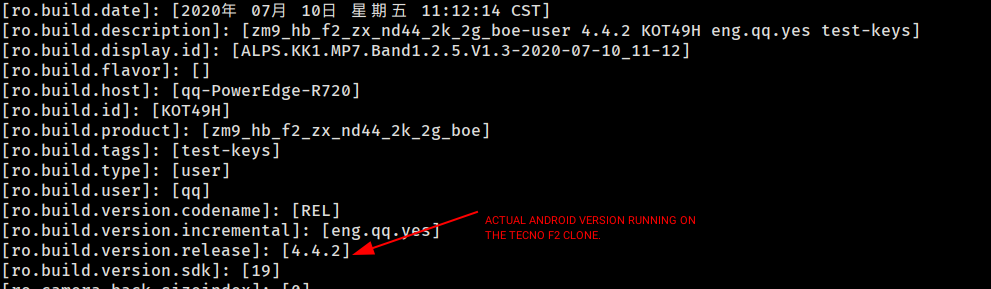 [ro.build.date]: [2020年 07月 10日 星期五 11:12:14 CST]
[ro.build.description]: [zm9_hb_f2_zx_nd44_2k_2g_boe-user 4.4.2 KOT49H eng.qq.yes test-keys]
[ro.build.display.id]: [ALPS.KK1.MP7.Band1.2.5.V1.3-2020-07-10_11-12]
[ro.build.flavor]: []
[ro.build.host]: [qq-PowerEdge-R720]
[ro.build.id]: [KOT49H]
[ro.build.product]: [zm9_hb_f2_zx_nd44_2k_2g_boe]
[ro.build.tags]: [test-keys]
[ro.build.type]: [user]
[ro.build.user]: [qq]
[ro.build.version.codename]: [REL]
[ro.build.version.incremental]: [eng.qq.yes]
[ro.build.version.release]: [4.4.2]
ACTUAL ANDROID VERSION RUNNING ON
THE TECNO F2 CLONE.
[ro.build.version.sdk]: [19]
[ro.camera.back.sizeindex]: [0]